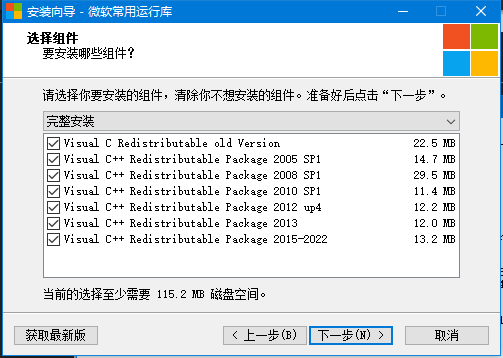 安装向导 - 微软常用运行库
选择组件
要安装哪些组件？
请选择你要安装的组件，清除你不想安装的组件。准备好后点击“下一步”。
完整安装
Visual C Redistributable old Version 22.5 MB
Visual C++ Redistributable Package 2005 SP1 14.7 MB
Visual C++ Redistributable Package 2008 SP1 29.5 MB
Visual C++ Redistributable Package 2010 SP1 11.4 MB
Visual C++ Redistributable Package 2012 up4 12.2 MB
Visual C++ Redistributable Package 2013 12.0 MB
Visual C++ Redistributable Package 2015-2022 13.2 MB
当前的选择至少需要 115.2 MB 磁盘空间。
获取最新版 < 上一步(B) 下一步(N) > 取消